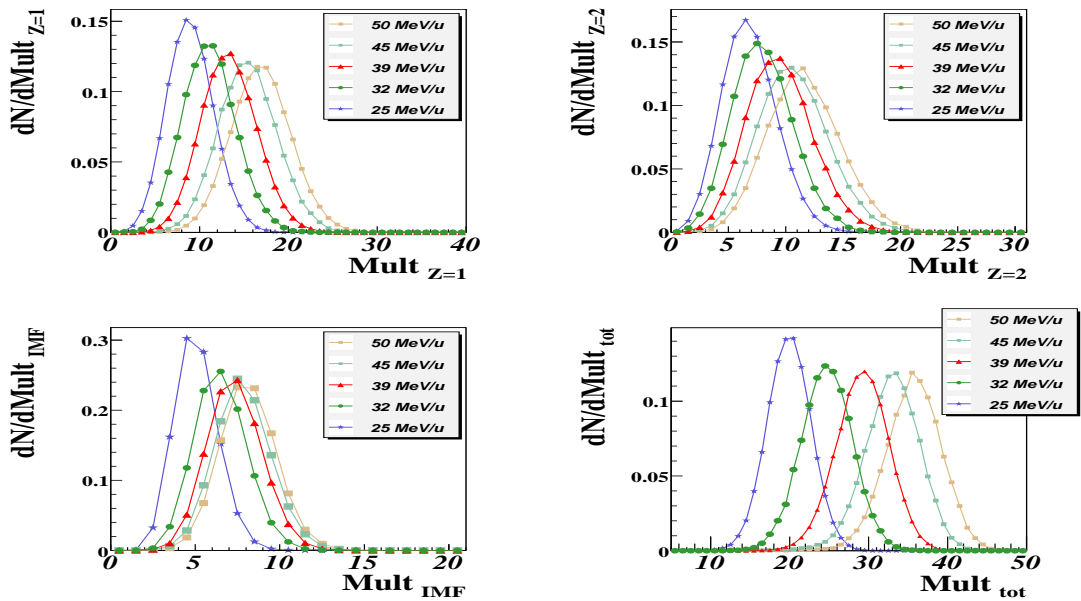 dN/dMult Z=1
0.15
0.1
0.05
0
50 MeV/u
45 MeV/u
39 MeV/u
32 MeV/u
25 MeV/u
0 10 20 30 40
Mult Z=1
dN/dMult Z=2
0.15
0.1
0.05
0
50 MeV/u
45 MeV/u
39 MeV/u
32 MeV/u
25 MeV/u
0 5 10 15 20 25 30
Mult Z=2
dN/dMult IMF
0.3
0.2
0.1
0
50 MeV/u
45 MeV/u
39 MeV/u
32 MeV/u
25 MeV/u
0 5 10 15 20
Mult IMF
dN/dMult tot
0.1
0.05
0
50 MeV/u
45 MeV/u
39 MeV/u
32 MeV/u
25 MeV/u
10 20 30 40 50
Mult tot